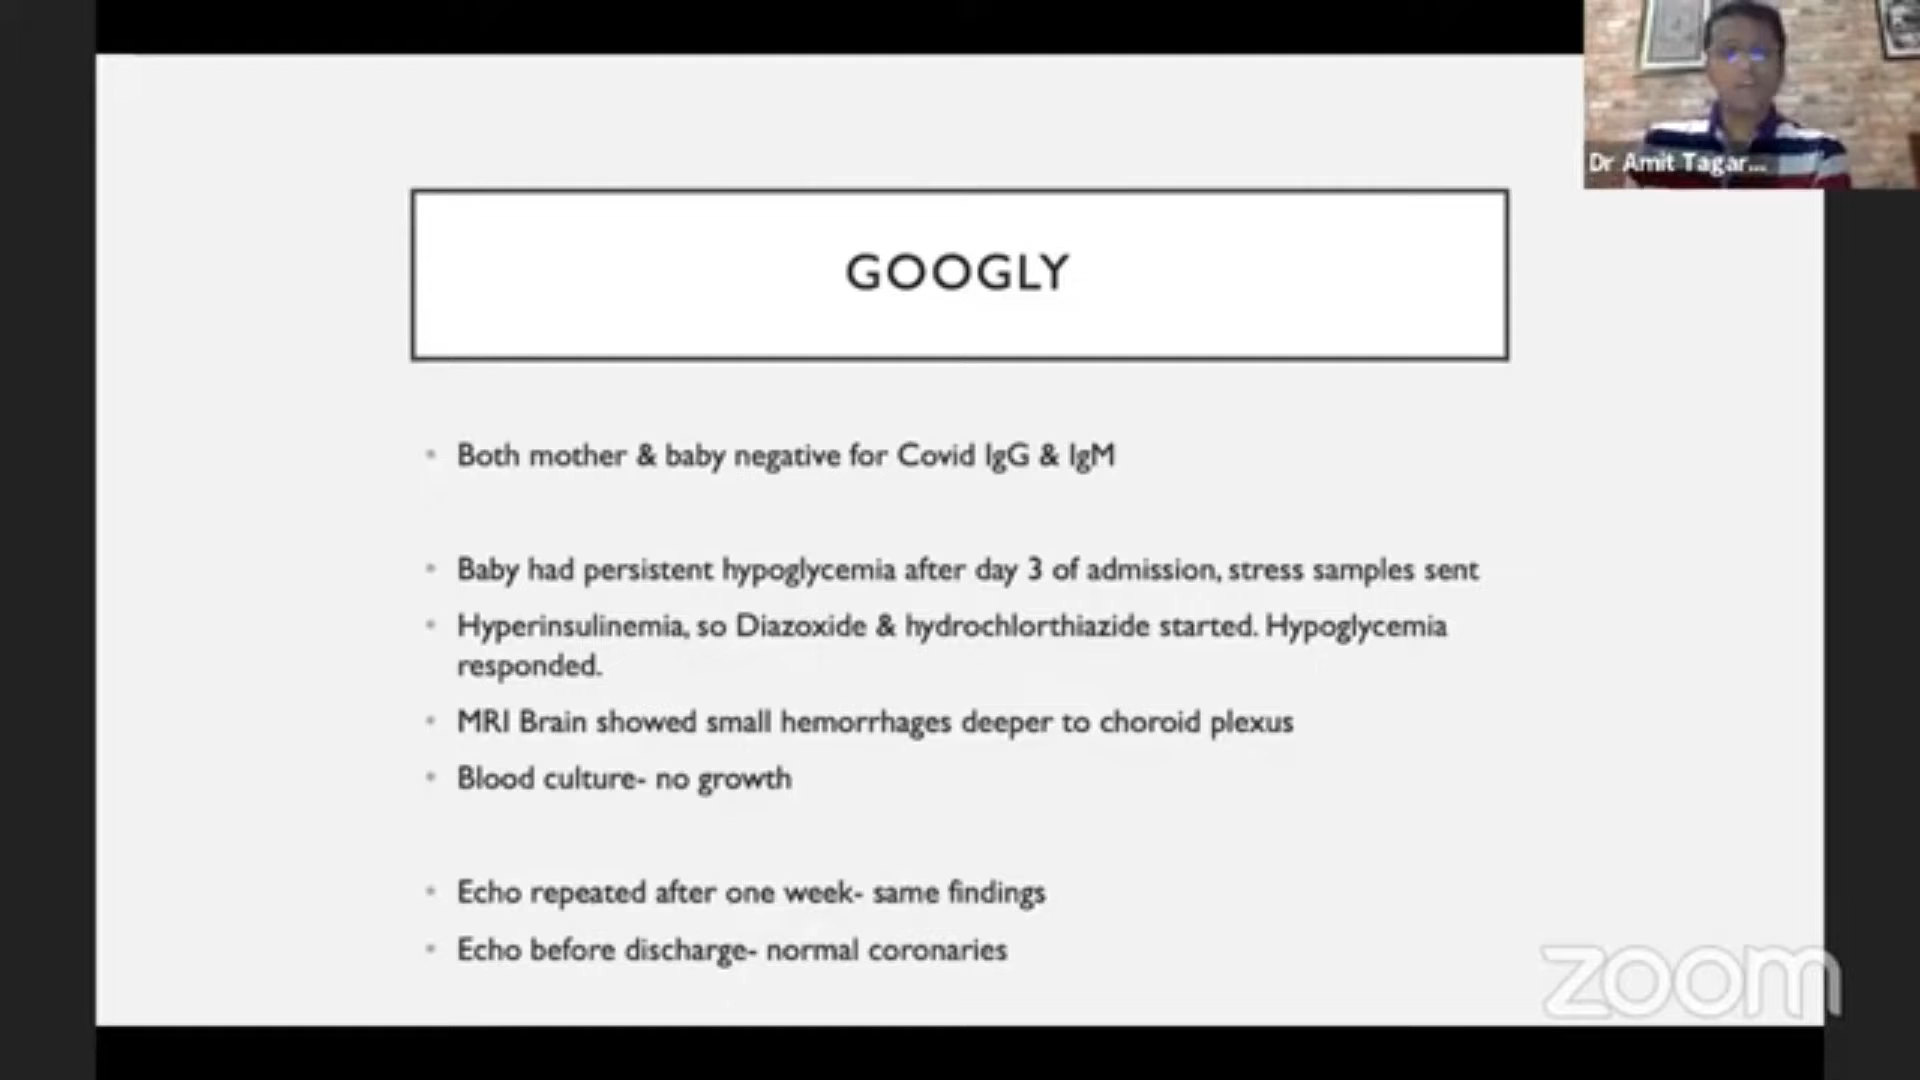 Dr Amit Tagar...
GOOGLY
• Both mother & baby negative for Covid IgG & IgM
• Baby had persistent hypoglycemia after day 3 of admission, stress samples sent
• Hyperinsulinemia, so Diazoxide & hydrochlorthiazide started. Hypoglycemia
responded.
• MRI Brain showed small hemorrhages deeper to choroid plexus
• Blood culture- no growth
• Echo repeated after one week- same findings
• Echo before discharge- normal coronaries
zoom